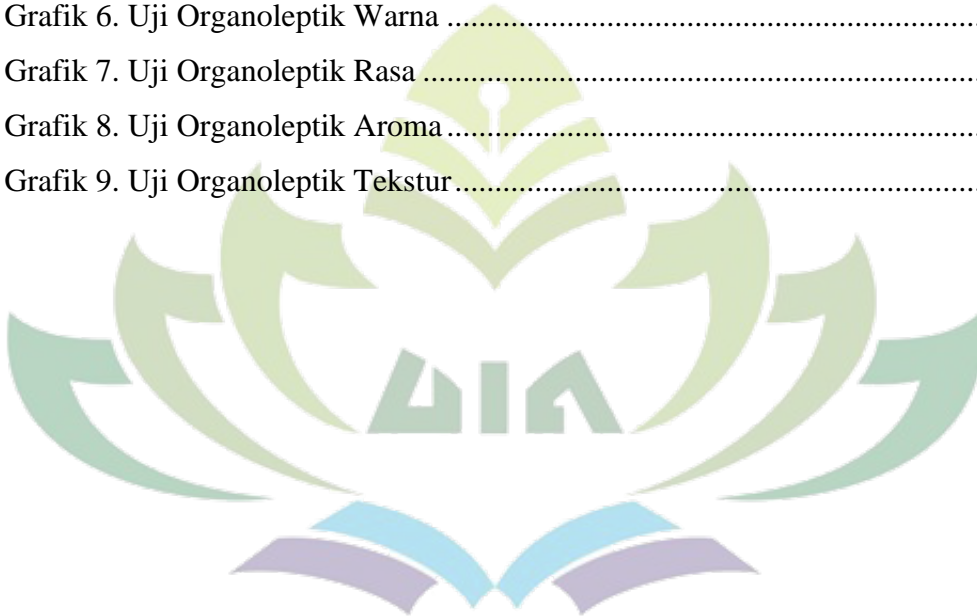 Grafik 6. Uji Organoleptik Warna ......................................................................
Grafik 7. Uji Organoleptik Rasa ..........................................................................
Grafik 8. Uji Organoleptik Aroma ......................................................................
Grafik 9. Uji Organoleptik Tekstur .....................................................................
UIN